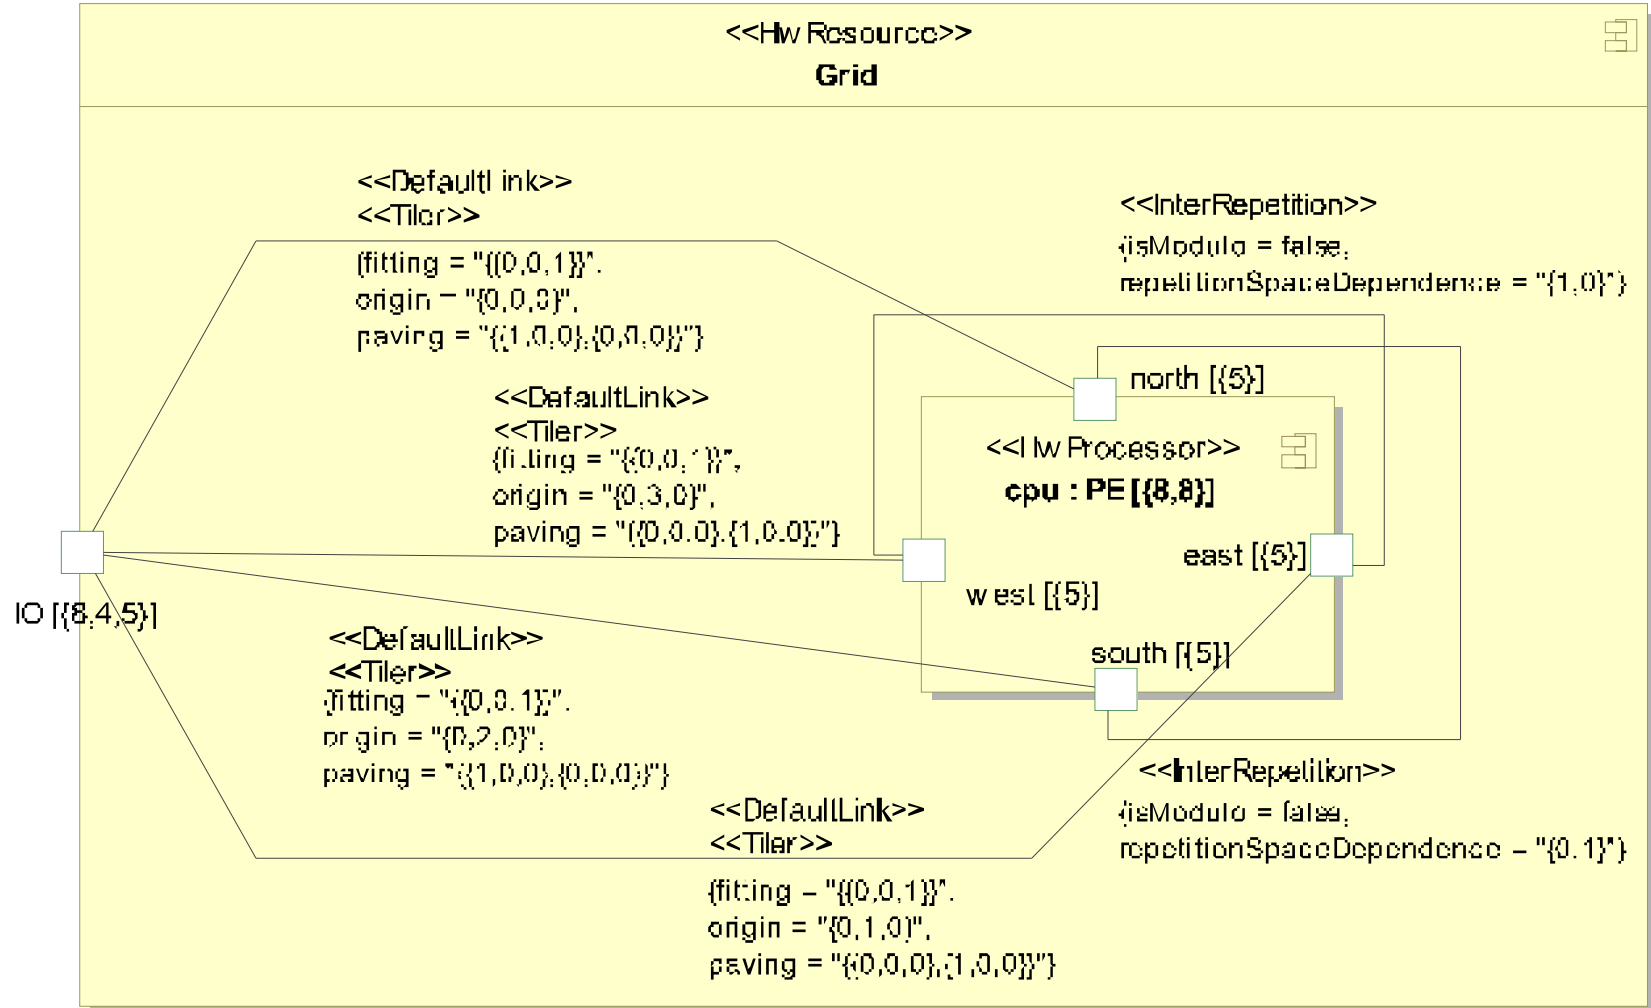 <<Hw Resource>>
Grid
<<DefaultLink>>
<<Tiler>>
{fitting = "{{0,0,1}}",
origin = "{0,0,0}",
paving = "{{1,0,0},{0,0,0}}"}
<<InterRepetition>>
{isModulo = false,
repetitionSpaceDependence = "{1,0}"}
<<DefaultLink>>
<<Tiler>>
{fitting = "{{0,0,1}}",
origin = "{0,3,0}",
paving = "{{0,0,0},{1,0,0}}"}
north [{5}]
<<Hw Processor>>
cpu : PE [{8,8}]
east [{5}]
west [{5}]
south [{5}]
IO [{8,4,5}]
<<DefaultLink>>
<<Tiler>>
{fitting = "{{0,0,1}}",
origin = "{0,2,0}",
paving = "{{1,0,0},{0,0,0}}"}
<<InterRepetition>>
{isModulo = false,
repetitionSpaceDependence = "{0,1}"}
<<DefaultLink>>
<<Tiler>>
{fitting = "{{0,0,1}}",
origin = "{0,1,0}",
paving = "{{0,0,0},{1,0,0}}"}